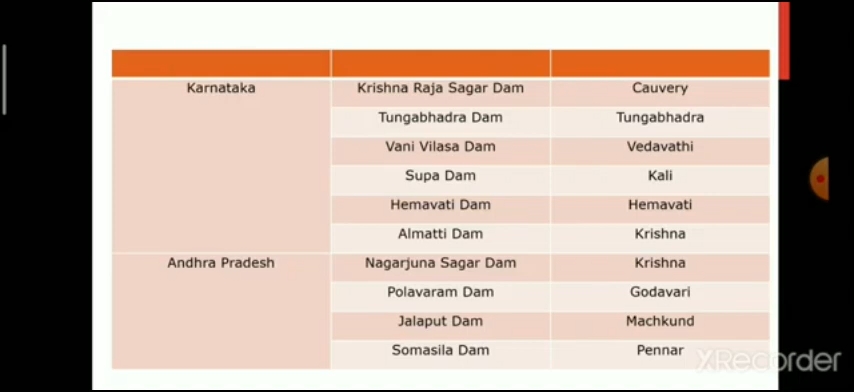 Karnataka Krishna Raja Sagar Dam Cauvery
Tungabhadra Dam Tungabhadra
Vani Vilasa Dam Vedavathi
Supa Dam Kali
Hemavati Dam Hemavati
Almatti Dam Krishna
Andhra Pradesh Nagarjuna Sagar Dam Krishna
Polavaram Dam Godavari
Jalaput Dam Machkund
Somasila Dam Pennar
XRecorder